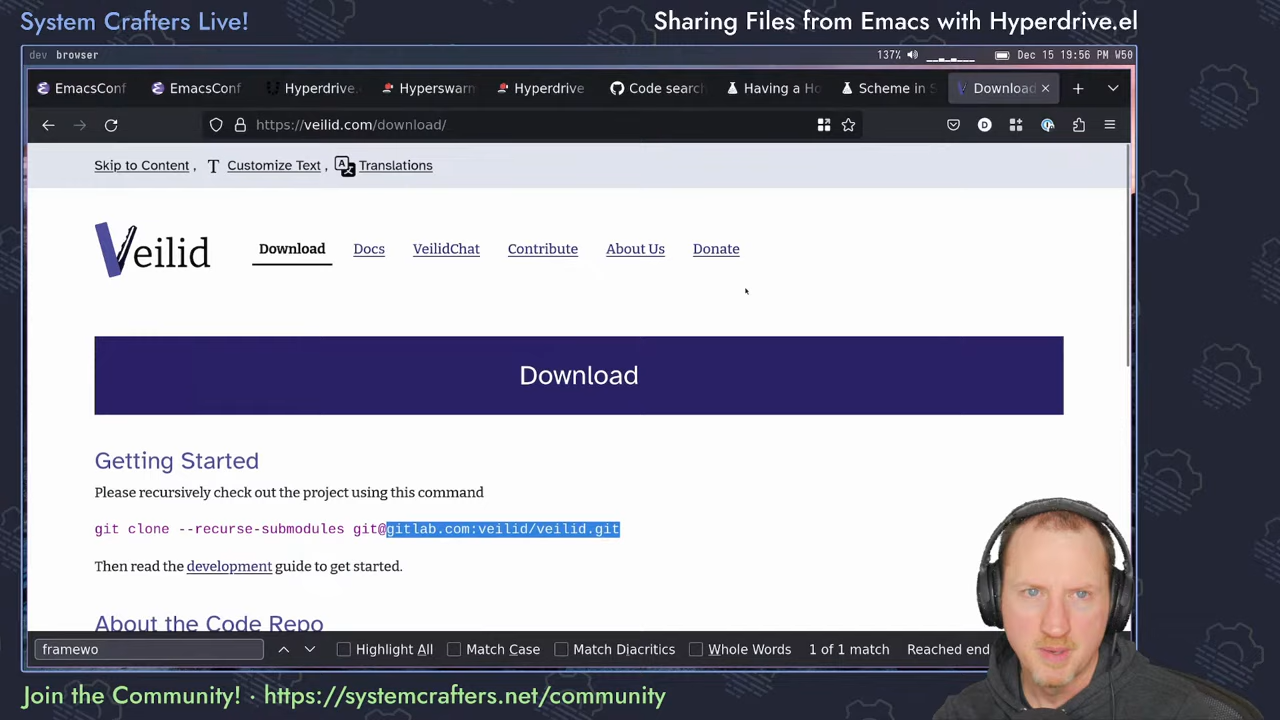 System Crafters Live!
Sharing Files from Emacs with Hyperdrive.el
dev browser
137% Dec 15 19:56 PM W50
EmacsConf
EmacsConf
Hyperdrive.
Hyperswarm
Hyperdrive
Code search
Having a Ho
Scheme in S
Download
https://veilid.com/download/
Skip to Content , Customize Text , Translations
Veilid
Download
Docs
VeilidChat
Contribute
About Us
Donate
Download
Getting Started
Please recursively check out the project using this command
git clone --recurse-submodules git@gitlab.com:veilid/veilid.git
Then read the development guide to get started.
About the Code Repo
framewo
Highlight All
Match Case
Match Diacritics
Whole Words
1 of 1 match
Reached end
Join the Community! · https://systemcrafters.net/community